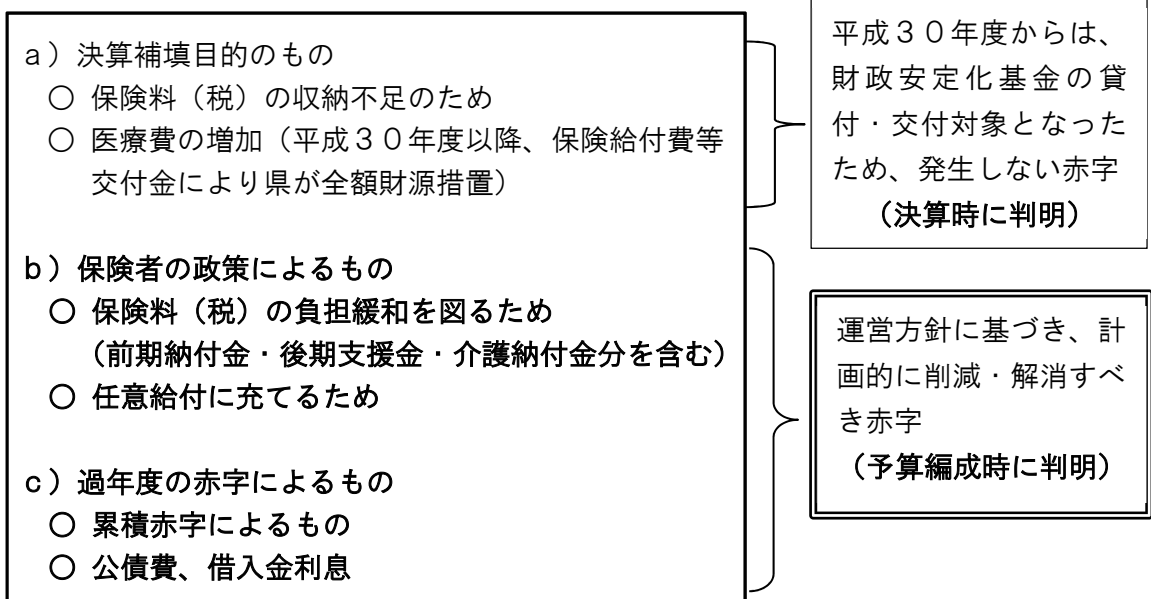 ａ）決算補填目的のもの
○ 保険料（税）の収納不足のため
○ 医療費の増加（平成３０年度以降、保険給付費等
交付金により県が全額財源措置）
平成３０年度からは、
財政安定化基金の貸
付・交付対象となった
ため、発生しない赤字
（決算時に判明）
ｂ）保険者の政策によるもの
○ 保険料（税）の負担緩和を図るため
（前期納付金・後期支援金・介護納付金分を含む）
○ 任意給付に充てるため
ｃ）過年度の赤字によるもの
○ 累積赤字によるもの
○ 公債費、借入金利息
運営方針に基づき、計
画的に削減・解消すべ
き赤字
（予算編成時に判明）